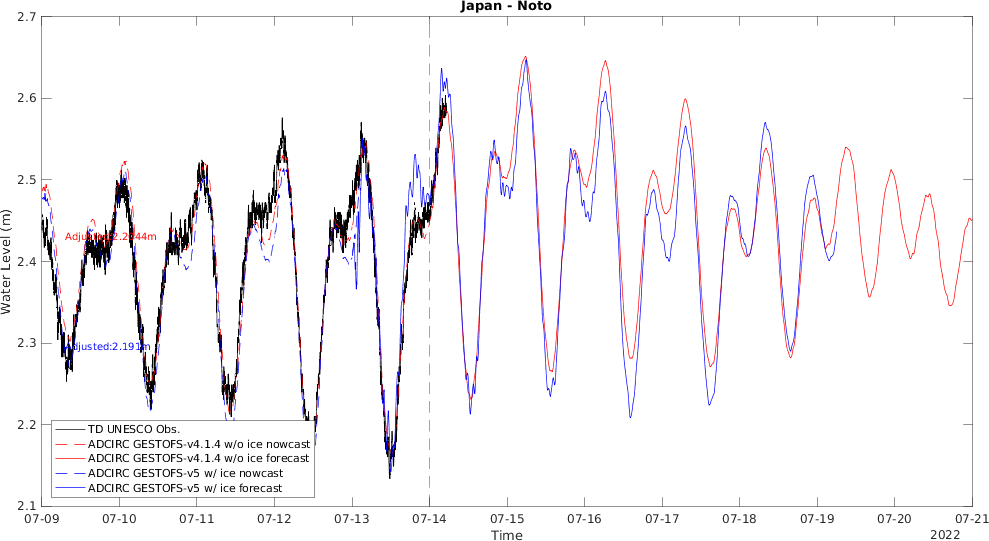 Japan - Noto
2.7
2.6
2.5
2.4
2.3
2.2
2.1
Water Level (m)
Adjusted:2.191m
TD UNESCO Obs.
ADCIRC GESTOFS-v4.1.4 w/o ice nowcast
ADCIRC GESTOFS-v4.1.4 w/o ice forecast
ADCIRC GESTOFS-v5 w/ ice nowcast
ADCIRC GESTOFS-v5 w/ ice forecast
07-09 07-10 07-11 07-12 07-13 07-14 07-15 07-16 07-17 07-18 07-19 07-20 07-21
Time
2022